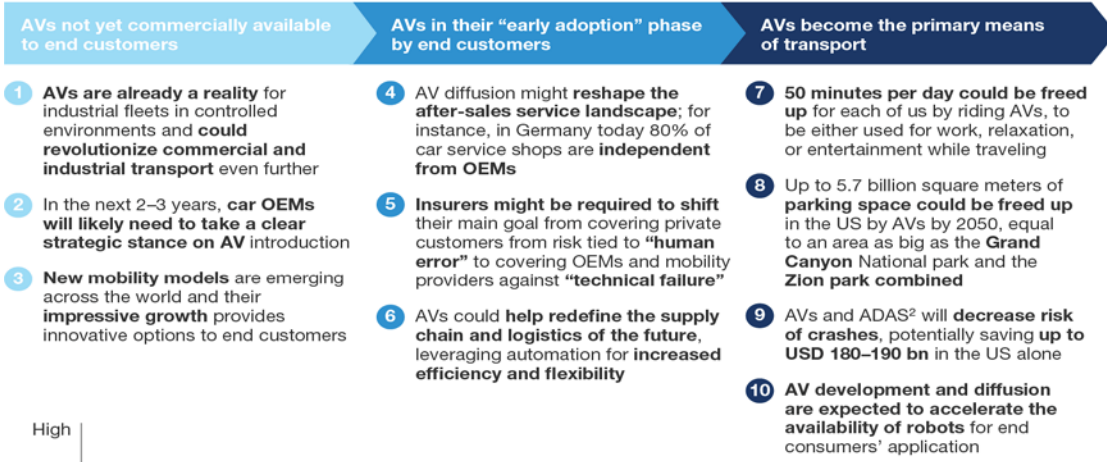 AVs not yet commercially available
to end customers
AVs in their “early adoption” phase
by end customers
AVs become the primary means
of transport
1 AVs are already a reality for
industrial fleets in controlled
environments and could
revolutionize commercial and
industrial transport even further
2 In the next 2–3 years, car OEMs
will likely need to take a clear
strategic stance on AV introduction
3 New mobility models are emerging
across the world and their
impressive growth provides
innovative options to end customers
4 AV diffusion might reshape the
after-sales service landscape; for
instance, in Germany today 80% of
car service shops are independent
from OEMs
5 Insurers might be required to shift
their main goal from covering private
customers from risk tied to “human
error” to covering OEMs and mobility
providers against “technical failure”
6 AVs could help redefine the supply
chain and logistics of the future,
leveraging automation for increased
efficiency and flexibility
7 50 minutes per day could be freed
up for each of us by riding AVs, to
be either used for work, relaxation,
or entertainment while traveling
8 Up to 5.7 billion square meters of
parking space could be freed up
in the US by AVs by 2050, equal
to an area as big as the Grand
Canyon National park and the
Zion park combined
9 AVs and ADAS² will decrease risk
of crashes, potentially saving up to
USD 180–190 bn in the US alone
10 AV development and diffusion
are expected to accelerate the
availability of robots for end
consumers’ application
High